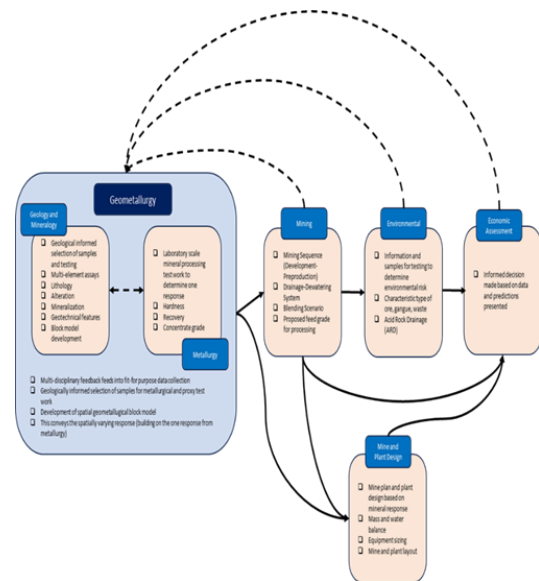 Geometallurgy
Geology and
Mineralogy
Geological informed
selection of samples
and testing
Multi-element assays
Lithology
Alteration
Mineralization
Geotechnical features
Block model
development
Laboratory scale
mineral processing
test work to
determine one
response
Hardness
Recovery
Concentrate grade
Metallurgy
Multi-disciplinary feedback feeds into fit-for purpose data collection
Geologically informed selection of samples for metallurgical and proxy test
work
Development of spatial geometallugical block model
This conveys the spatially varying response (building on the one response from
metallurgy)
Mining
Mining Sequence
(Development-
Preproduction)
Drainage-Dewatering
System
Blending Scenario
Proposed feed grade
for processing
Environmental
Information and
samples for testing to
determine
environmental risk
Characteristic type of
ore, gangue, waste
Acid Rock Drainage
(ARD)
Economic
Assessment
Informed decision
made based on data
and predictions
presented
Mine and
Plant Design
Mine plan and plant
design based on
mineral response
Mass and water
balance
Equipment sizing
Mine and plant layout